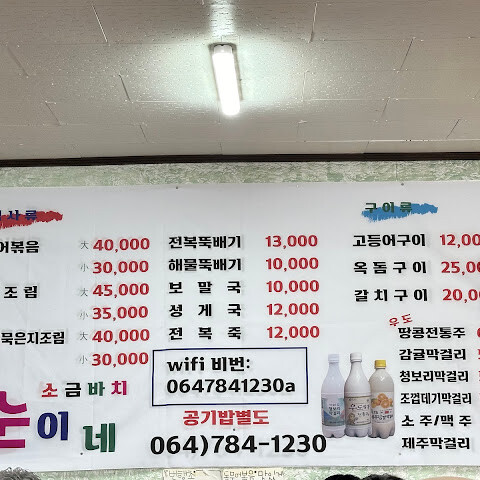 사 류
구 이 류
어볶음 大 40,000
小 30,000
조 림 大 45,000
小 35,000
묵은지조림 大 40,000
小 30,000
전복뚝배기 13,000
해물뚝배기 10,000
보 말 국 10,000
성 게 국 12,000
전 복 죽 12,000
고등어구이 12,00
옥 돔 구 이 25,00
갈 치 구 이 20,00
우도
땅콩전통주
감귤막걸리
청보리막걸리
조껍데기막걸리
소 주 / 맥 주
제주막걸리
wifi 비번:
0647841230a
소 금 바 치
순이네
공기밥별도
064)784-1230